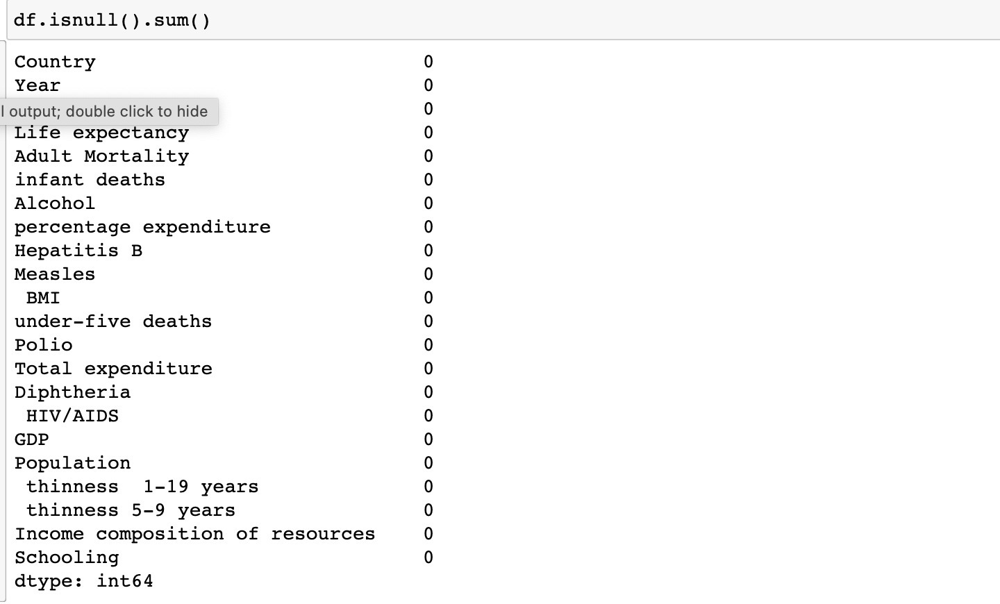 df.isnull().sum()
Country                            0
Year                               0
l output; double click to hide     0
Life expectancy                    0
Adult Mortality                    0
infant deaths                      0
Alcohol                            0
percentage expenditure             0
Hepatitis B                        0
Measles                            0
 BMI                               0
under-five deaths                  0
Polio                              0
Total expenditure                  0
Diphtheria                         0
 HIV/AIDS                          0
GDP                                0
Population                         0
 thinness  1-19 years              0
 thinness 5-9 years                0
Income composition of resources    0
Schooling                          0
dtype: int64